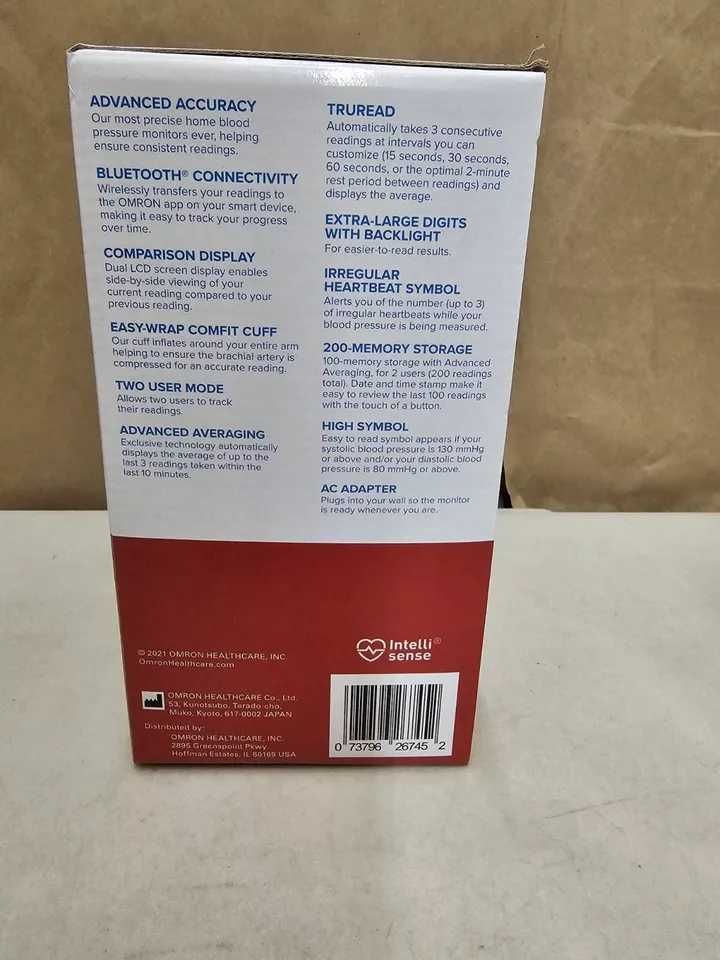 ADVANCED ACCURACY
Our most precise home blood
pressure monitors ever, helping
ensure consistent readings.
BLUETOOTH® CONNECTIVITY
Wirelessly transfers your readings to
the OMRON app on your smart device,
making it easy to track your progress
over time.
COMPARISON DISPLAY
Dual LCD screen display enables
side-by-side viewing of your
current reading compared to your
previous reading.
EASY-WRAP COMFIT CUFF
Our cuff inflates around your entire arm
helping to ensure the brachial artery is
compressed for an accurate reading.
TWO USER MODE
Allows two users to track
their readings.
ADVANCED AVERAGING
Exclusive technology automatically
displays the average of up to the
last 3 readings taken within the
last 10 minutes.
TRUREAD
Automatically takes 3 consecutive
readings at intervals you can
customize (15 seconds, 30 seconds,
60 seconds, or the optimal 2-minute
rest period between readings) and
displays the average.
EXTRA-LARGE DIGITS
WITH BACKLIGHT
For easier-to-read results.
IRREGULAR
HEARTBEAT SYMBOL
Alerts you of the number (up to 3)
of irregular heartbeats while your
blood pressure is being measured.
200-MEMORY STORAGE
100-memory storage with Advanced
Averaging, for 2 users (200 readings
total). Date and time stamp make it
easy to review the last 100 readings
with the touch of a button.
HIGH SYMBOL
Easy to read symbol appears if your
systolic blood pressure is 130 mmHg
or above and/or your diastolic blood
pressure is 80 mmHg or above.
AC ADAPTER
Plugs into your wall so the monitor
is ready whenever you are.
© 2021 OMRON HEALTHCARE, INC.
OmronHealthcare.com
OMRON HEALTHCARE Co., Ltd.
53, Kunotsubo, Terado-cho,
Muko, Kyoto, 617-0002 JAPAN
Distributed by:
OMRON HEALTHCARE, INC.
2895 Greenspoint Pkwy
Hoffman Estates, IL 60169 USA
Intelli®
sense
0 73796 26745 2